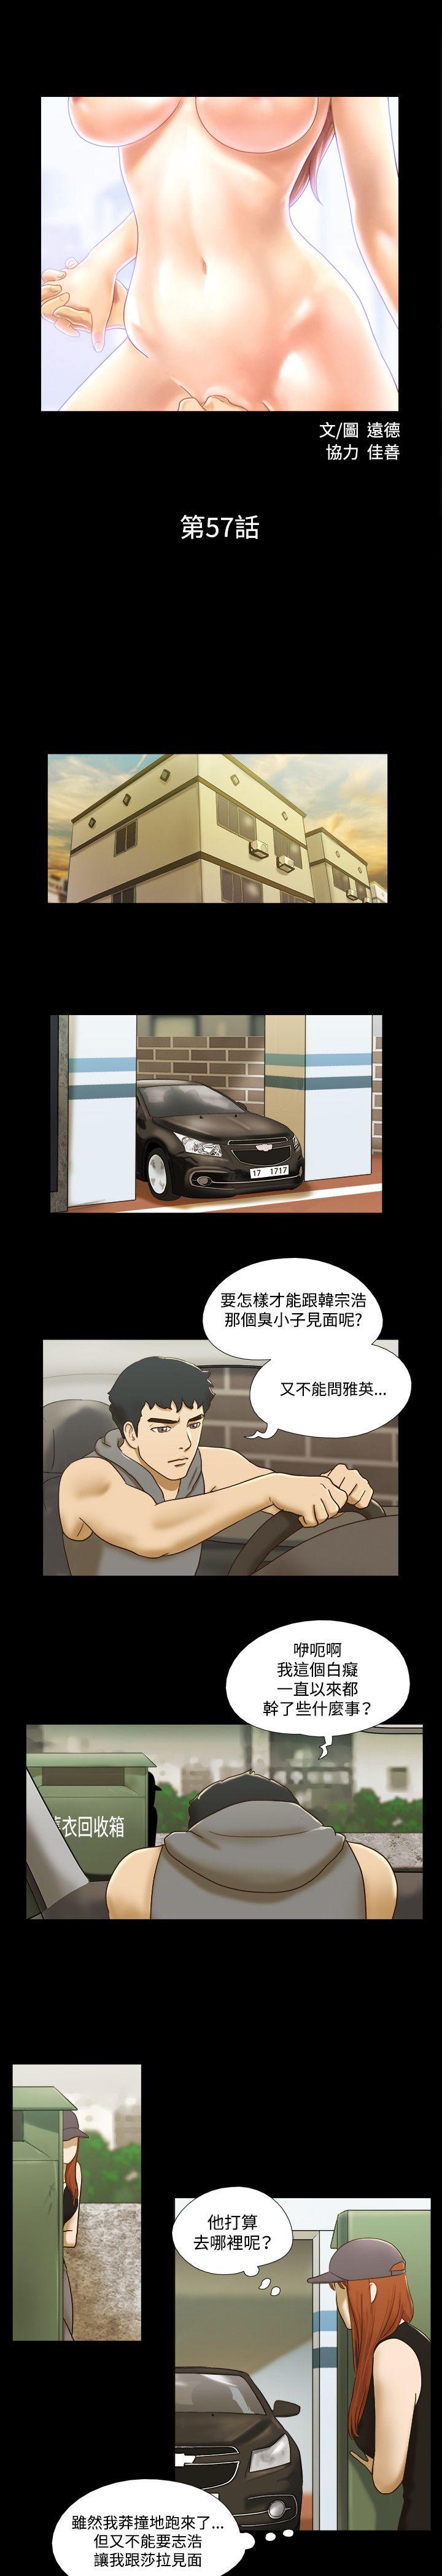 文/圖 遠德
協力 佳善
第57話
17 1717
要怎樣才能跟韓宗浩
那個臭小子見面呢?
又不能問雅英...
咿呃啊
我這個白癡
一直以來都
幹了些什麼事?
舊衣回收箱
他打算
去哪裡呢?
雖然我莽撞地跑來了...
但又不能要志浩
讓我跟莎拉見面